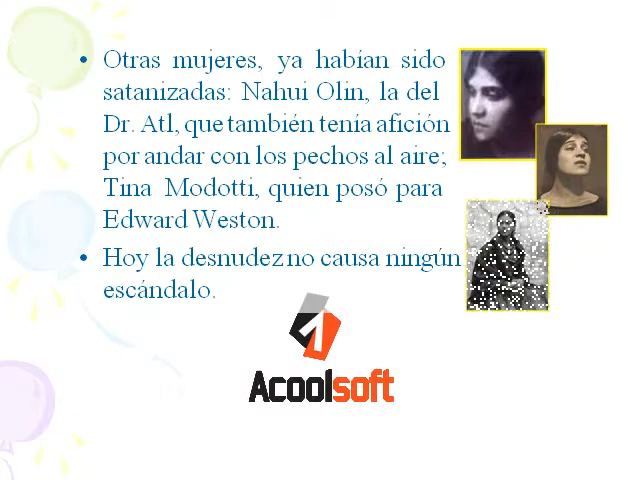 • Otras mujeres, ya habían sido
satanizadas: Nahui Olin, la del
Dr. Atl, que también tenía afición
por andar con los pechos al aire;
Tina Modotti, quien posó para
Edward Weston.
• Hoy la desnudez no causa ningún
escándalo.
Acoolsoft